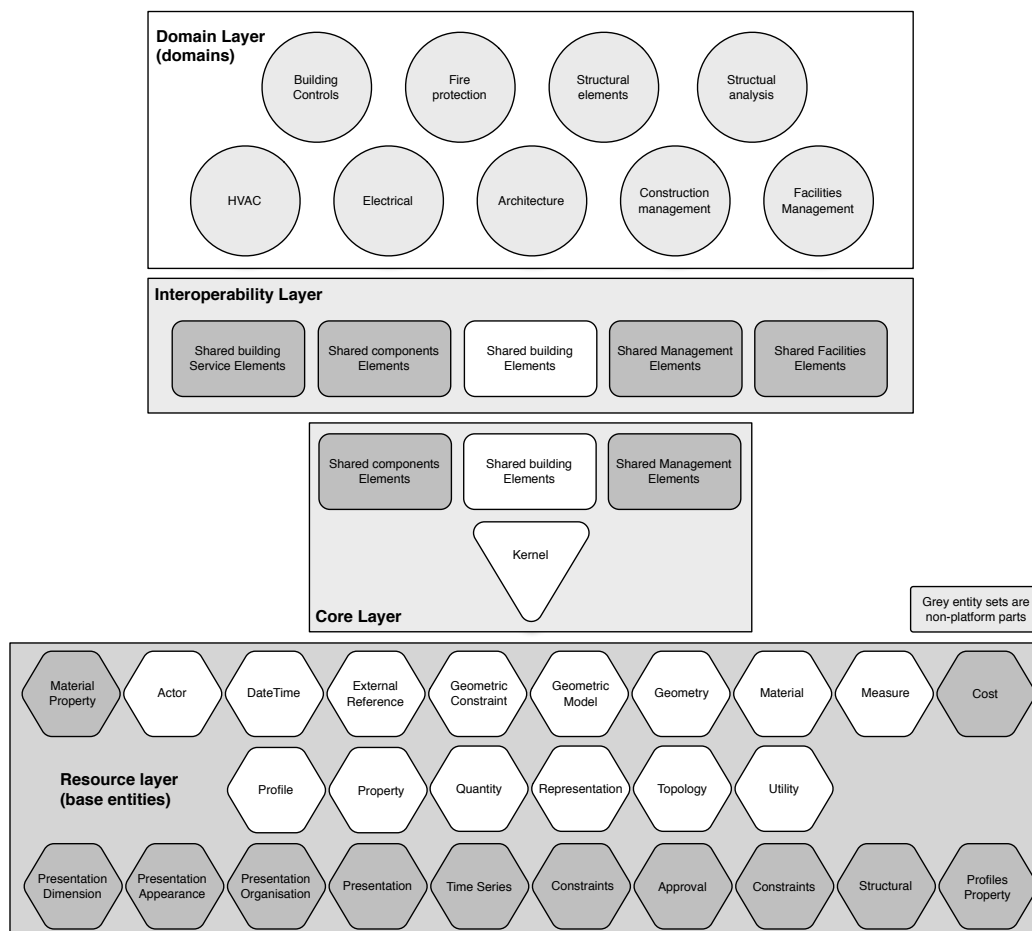 Domain Layer
(domains)
Building
Controls
Fire
protection
Structural
elements
Structual
analysis
HVAC
Electrical
Architecture
Construction
management
Facilities
Management
Interoperability Layer
Shared building
Service Elements
Shared components
Elements
Shared building
Elements
Shared Management
Elements
Shared Facilities
Elements
Shared components
Elements
Shared building
Elements
Shared Management
Elements
Kernel
Core Layer
Grey entity sets are
non-platform parts
Material
Property
Actor
DateTime
External
Reference
Geometric
Constraint
Geometric
Model
Geometry
Material
Measure
Cost
Resource layer
(base entities)
Profile
Property
Quantity
Representation
Topology
Utility
Presentation
Dimension
Presentation
Appearance
Presentation
Organisation
Presentation
Time Series
Constraints
Approval
Constraints
Structural
Profiles
Property